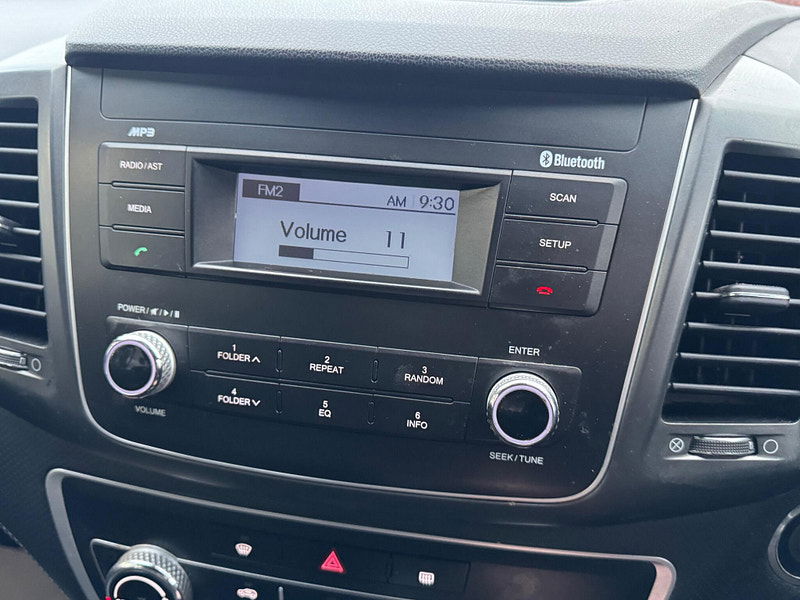 MP3
Bluetooth
RADIO/AST
MEDIA
FM2
AM 9:30
Volume 11
SCAN
SETUP
POWER/
VOLUME
1
FOLDER
2
REPEAT
3
RANDOM
4
FOLDER
5
EQ
6
INFO
ENTER
SEEK/TUNE